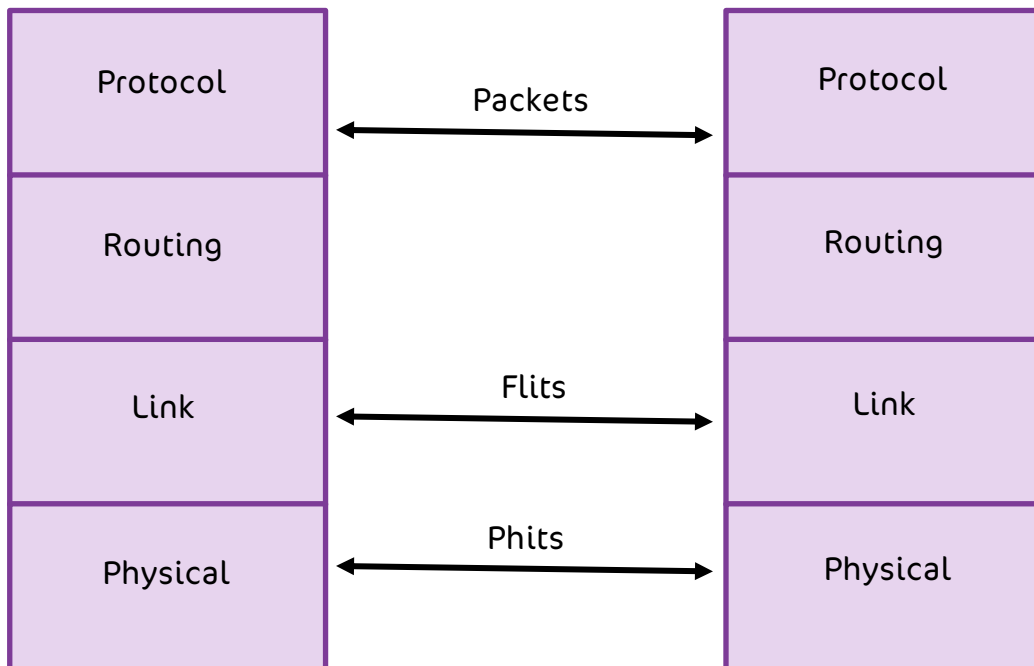 Protocol
Packets
Protocol
Routing
Routing
Link
Flits
Link
Physical
Phits
Physical